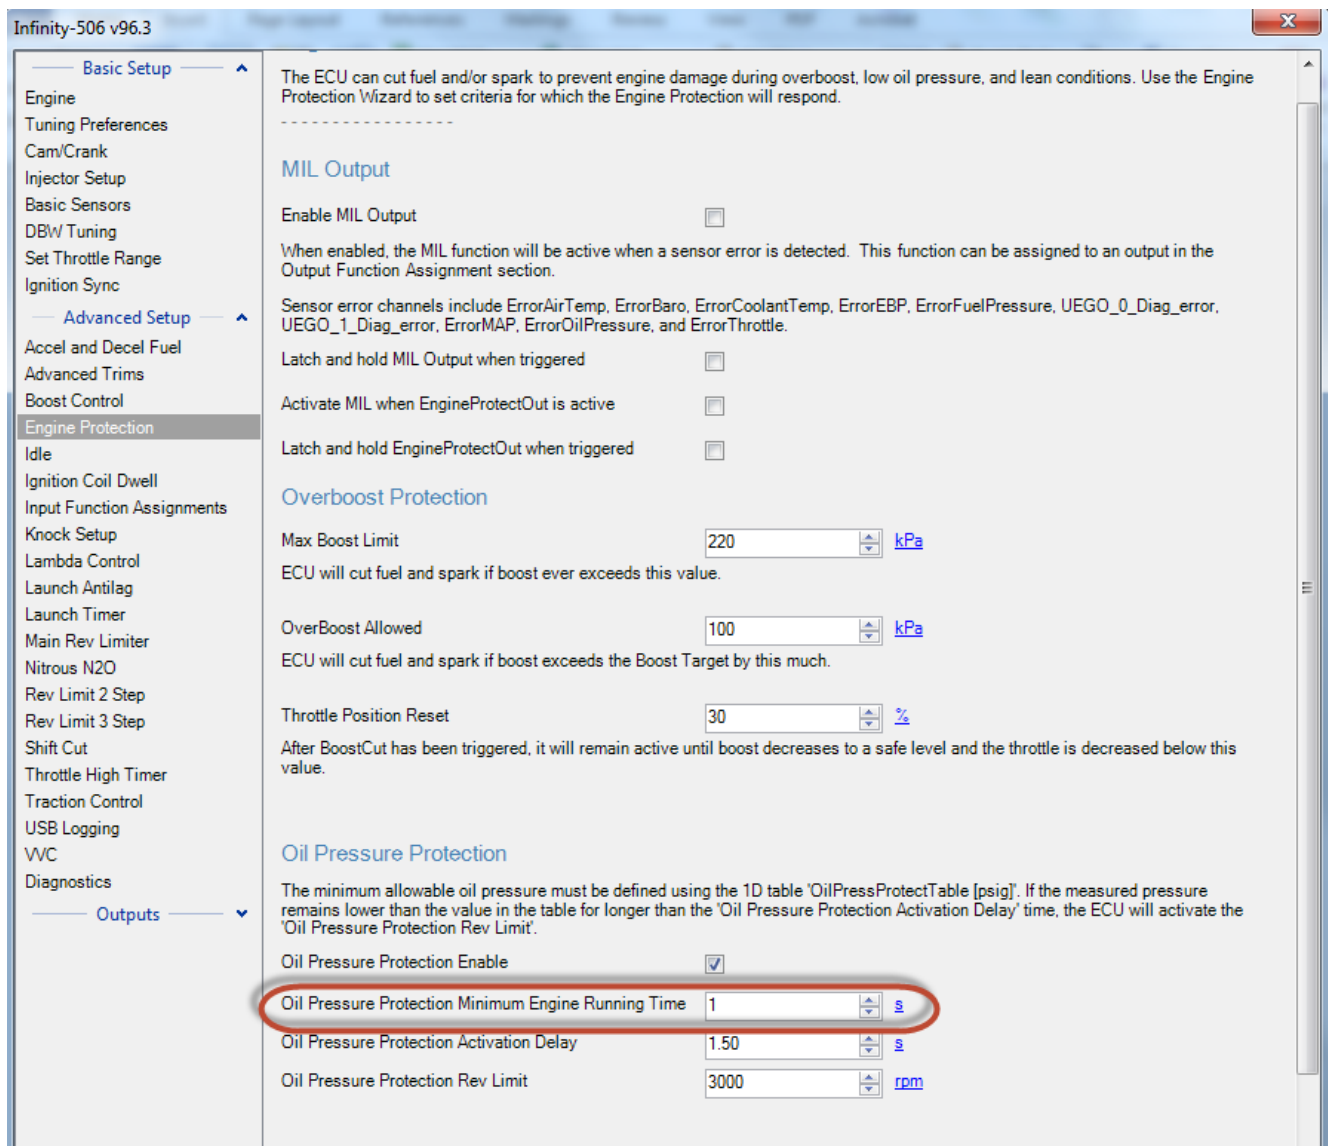 Infinity-506 v96.3
Basic Setup
Engine
Tuning Preferences
Cam/Crank
Injector Setup
Basic Sensors
DBW Tuning
Set Throttle Range
Ignition Sync
Advanced Setup
Accel and Decel Fuel
Advanced Trims
Boost Control
Engine Protection
Idle
Ignition Coil Dwell
Input Function Assignments
Knock Setup
Lambda Control
Launch Antilag
Launch Timer
Main Rev Limiter
Nitrous N2O
Rev Limit 2 Step
Rev Limit 3 Step
Shift Cut
Throttle High Timer
Traction Control
USB Logging
VVC
Diagnostics
Outputs
The ECU can cut fuel and/or spark to prevent engine damage during overboost, low oil pressure, and lean conditions. Use the Engine
Protection Wizard to set criteria for which the Engine Protection will respond.
- - - - - - - - - - - - - - - - -
MIL Output
Enable MIL Output
When enabled, the MIL function will be active when a sensor error is detected.  This function can be assigned to an output in the
Output Function Assignment section.
Sensor error channels include ErrorAirTemp, ErrorBaro, ErrorCoolantTemp, ErrorEBP, ErrorFuelPressure, UEGO_0_Diag_error,
UEGO_1_Diag_error, ErrorMAP, ErrorOilPressure, and ErrorThrottle.
Latch and hold MIL Output when triggered
Activate MIL when EngineProtectOut is active
Latch and hold EngineProtectOut when triggered
Overboost Protection
Max Boost Limit 220 kPa
ECU will cut fuel and spark if boost ever exceeds this value.
OverBoost Allowed 100 kPa
ECU will cut fuel and spark if boost exceeds the Boost Target by this much.
Throttle Position Reset 30 %
After BoostCut has been triggered, it will remain active until boost decreases to a safe level and the throttle is decreased below this
value.
Oil Pressure Protection
The minimum allowable oil pressure must be defined using the 1D table 'OilPressProtectTable [psig]'. If the measured pressure
remains lower than the value in the table for longer than the 'Oil Pressure Protection Activation Delay' time, the ECU will activate the
'Oil Pressure Protection Rev Limit'.
Oil Pressure Protection Enable
Oil Pressure Protection Minimum Engine Running Time 1 s
Oil Pressure Protection Activation Delay 1.50 s
Oil Pressure Protection Rev Limit 3000 rpm